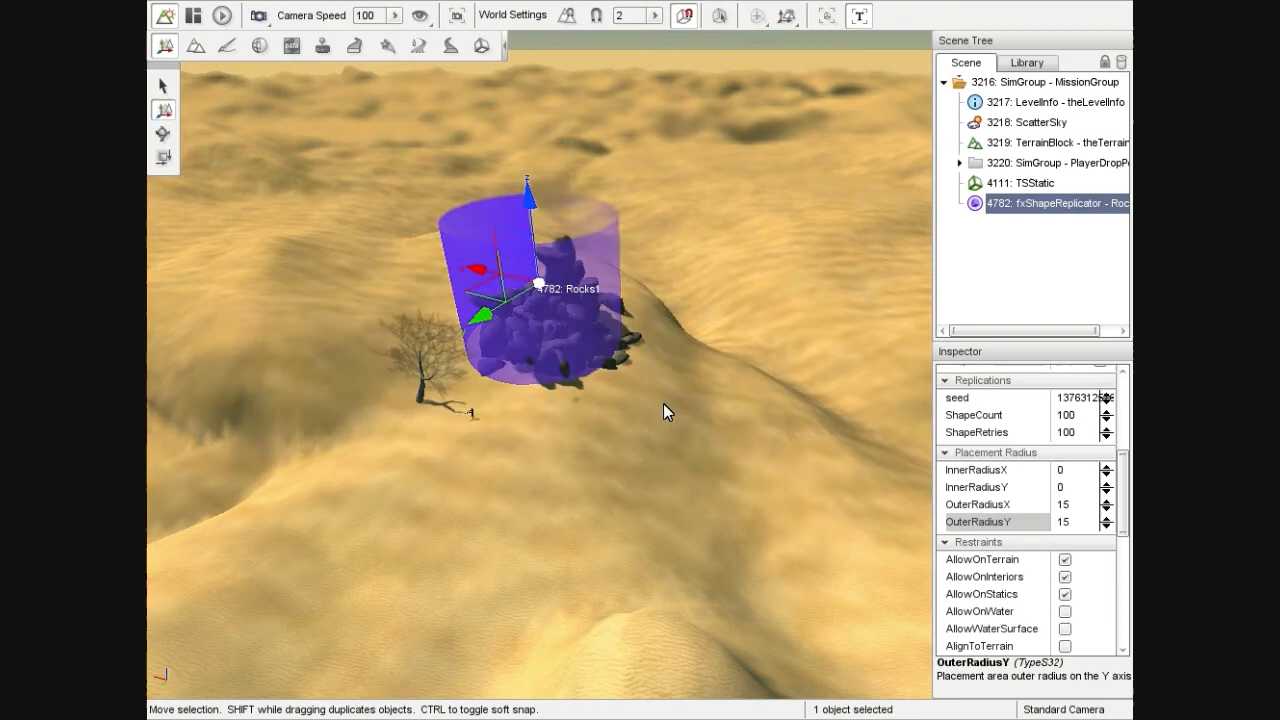 Camera Speed 100 World Settings 2 T
Scene Tree
Scene Library
3216: SimGroup - MissionGroup
3217: LevelInfo - theLevelInfo
3218: ScatterSky
3219: TerrainBlock - theTerrain
3220: SimGroup - PlayerDropP
4111: TSStatic
4782: fxShapeReplicator - Roc
Z
4782: Rocks1
Inspector
Replications
seed
ShapeCount 100
ShapeRetries 100
Placement Radius
InnerRadiusX 0
InnerRadiusY 0
OuterRadiusX 15
OuterRadiusY 15
Restraints
AllowOnTerrain
AllowOnInteriors
AllowOnStatics
AllowOnWater
AllowWaterSurface
AlignToTerrain
OuterRadiusY (TypeS32)
Placement area outer radius on the Y axis
Move selection. SHIFT while dragging duplicates objects. CTRL to toggle soft snap. 1 object selected Standard Camera